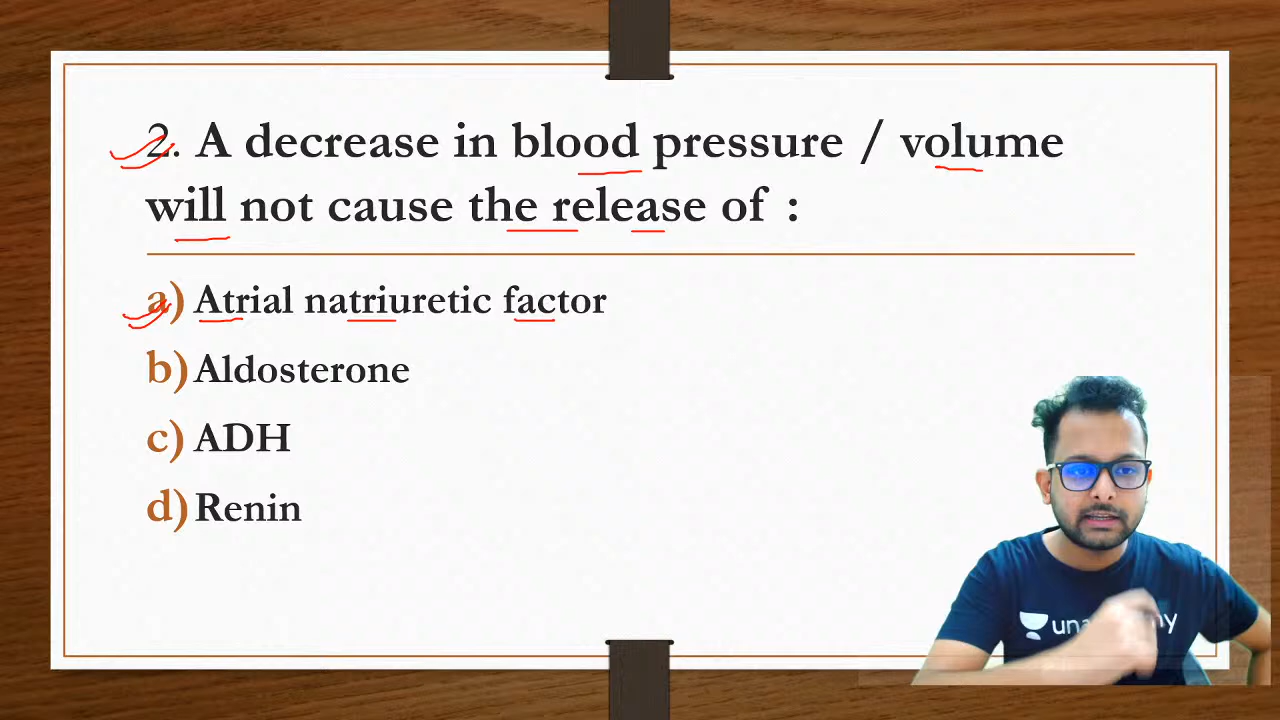 2. A decrease in blood pressure / volume
will not cause the release of :
a) Atrial natriuretic factor
b) Aldosterone
c) ADH
d) Renin